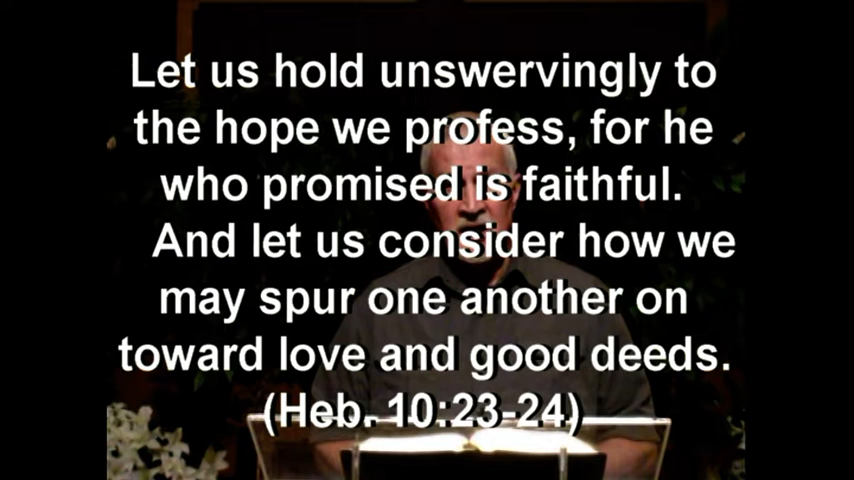 Let us hold unswervingly to
the hope we profess, for he
who promised is faithful.
And let us consider how we
may spur one another on
toward love and good deeds.
(Heb. 10:23-24)